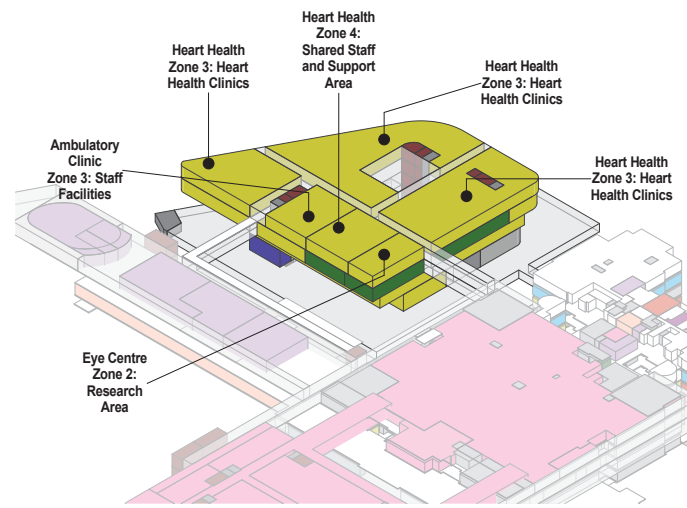 Heart Health
Zone 4:
Shared Staff
and Support
Area
Heart Health
Zone 3: Heart
Health Clinics
Heart Health
Zone 3: Heart
Health Clinics
Ambulatory
Clinic
Zone 3: Staff
Facilities
Heart Health
Zone 3: Heart
Health Clinics
Eye Centre
Zone 2:
Research
Area